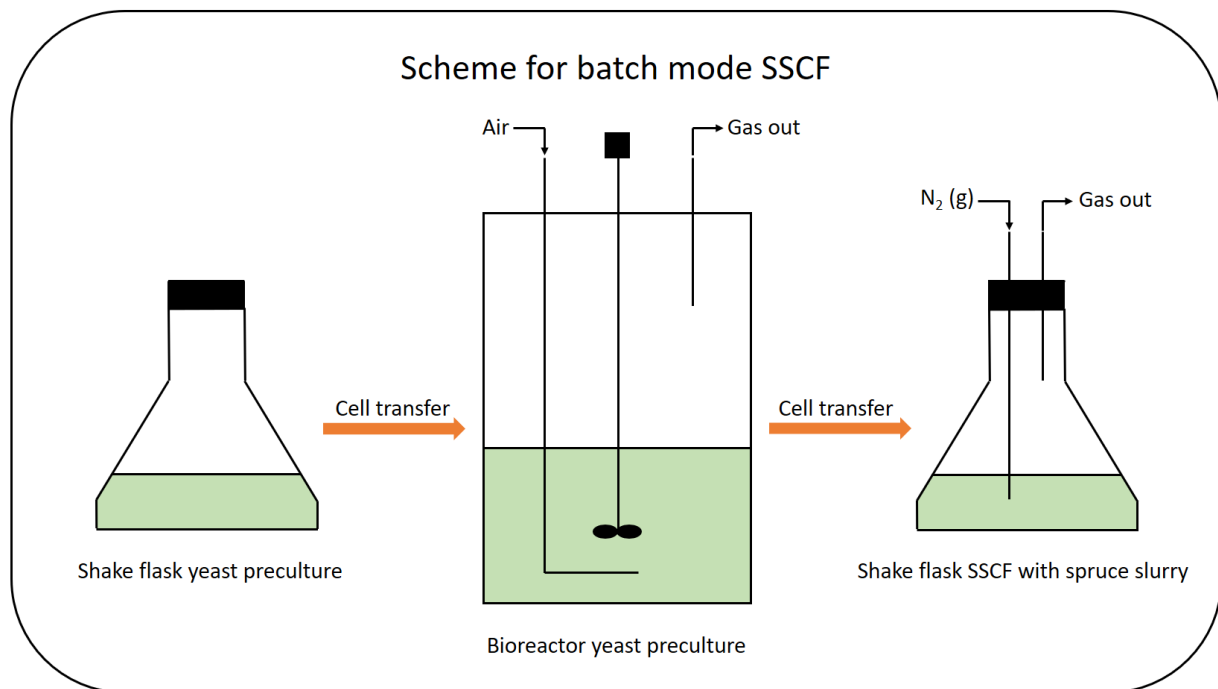 Scheme for batch mode SSCF
Air
Gas out
N₂ (g)
Gas out
Cell transfer
Cell transfer
Shake flask yeast preculture
Shake flask SSCF with spruce slurry
Bioreactor yeast preculture